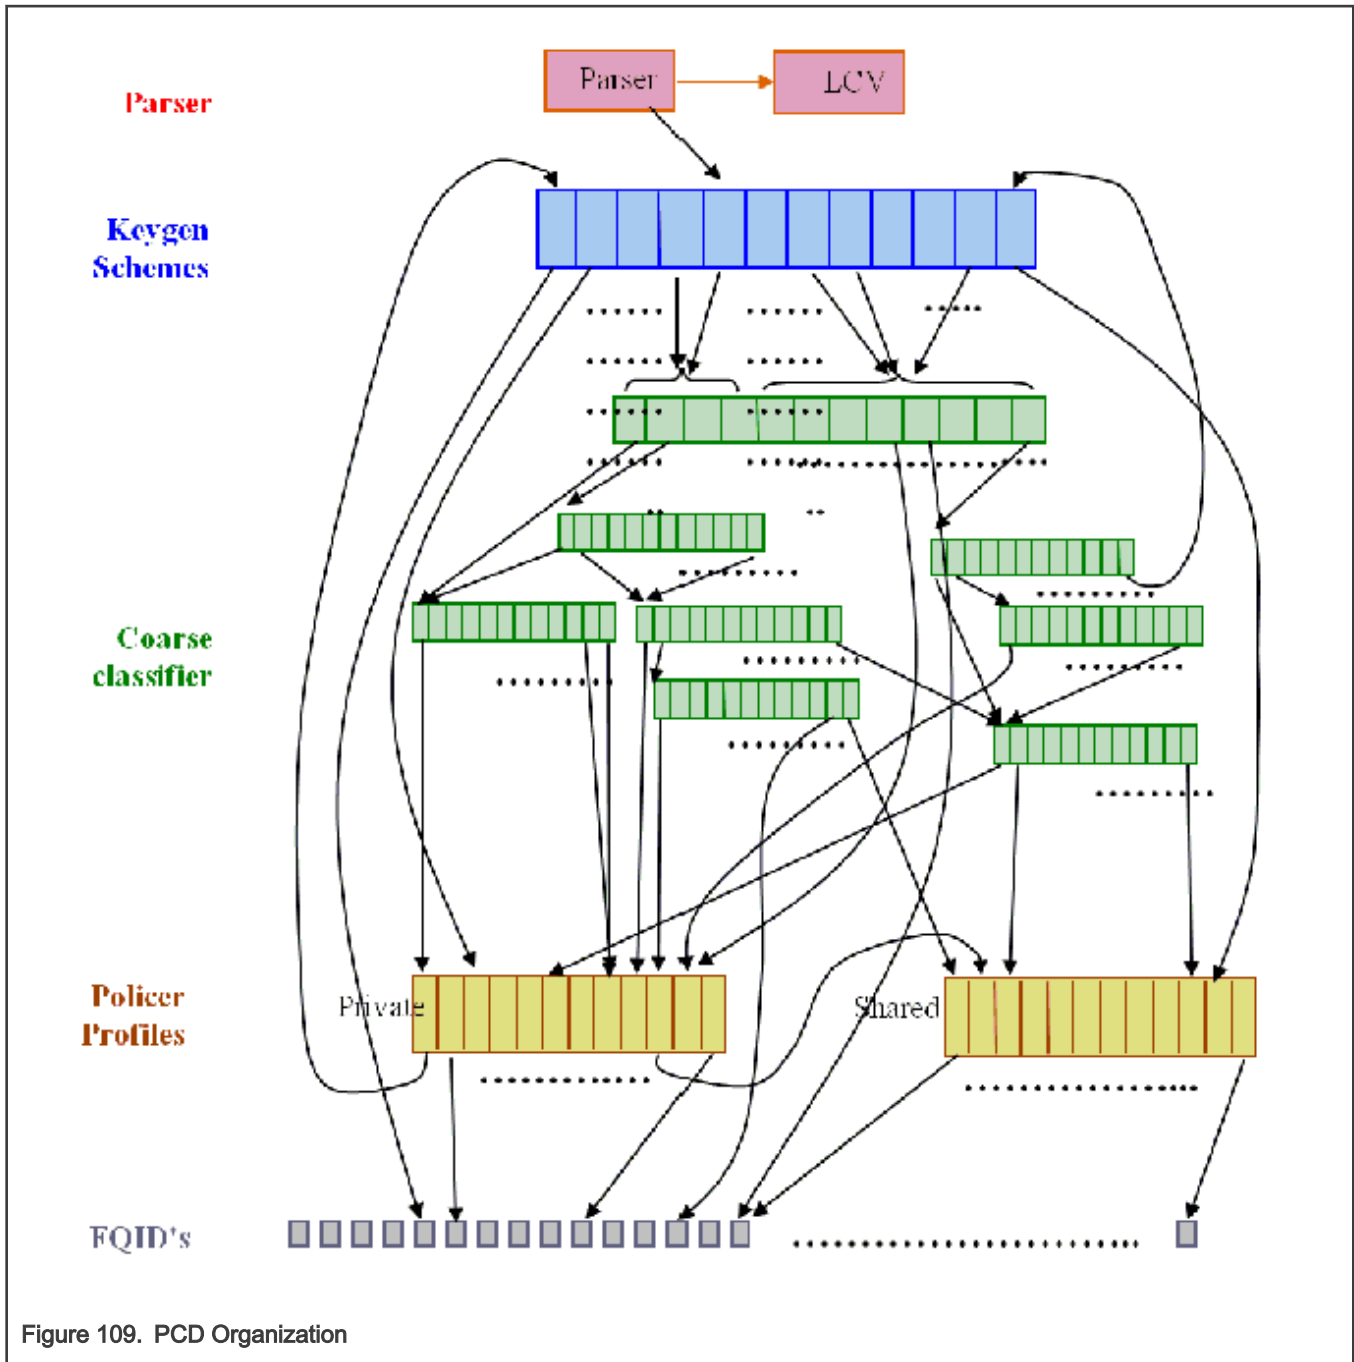 Parser
LCV
Parser
Keygen
Schemes
Coarse
classifier
Policer
Profiles
Private
Shared
FQID's
Figure 109. PCD Organization